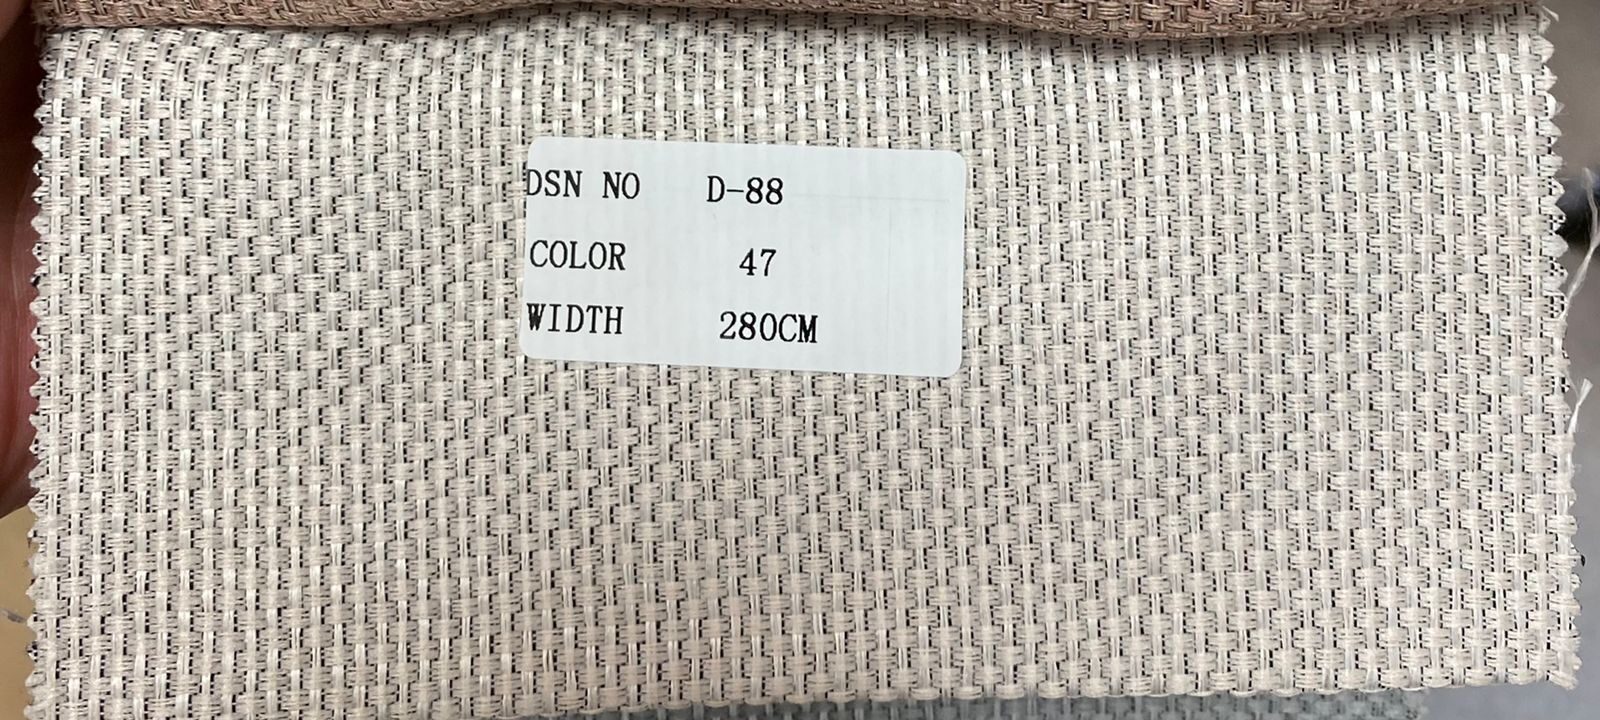 DSN NO D-88
COLOR 47
WIDTH 280CM